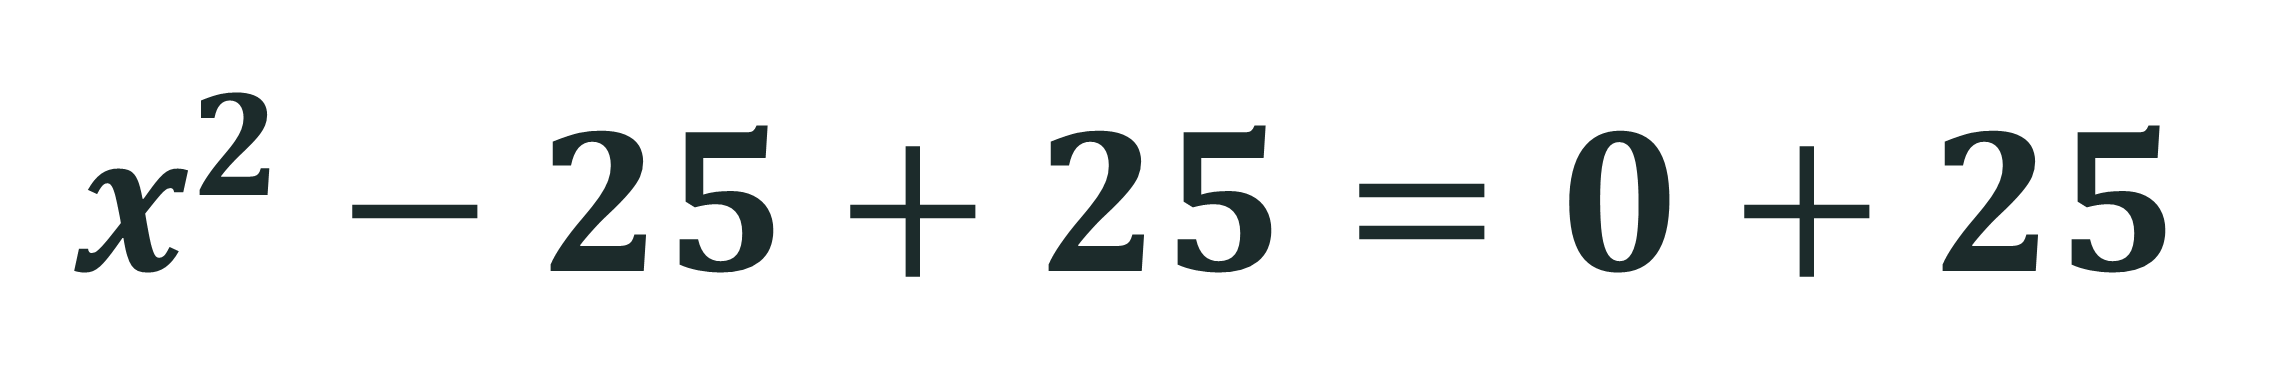 x² − 25 + 25 = 0 + 25